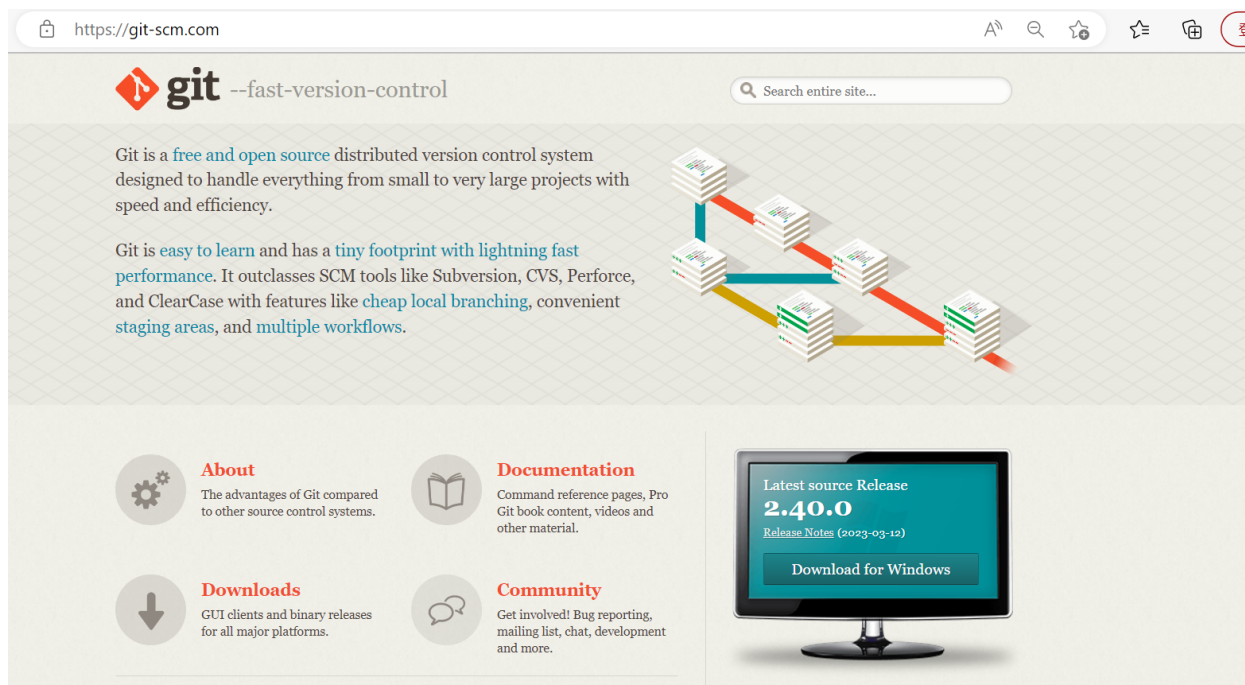 https://git-scm.com
登
git --fast-version-control
Search entire site...
Git is a free and open source distributed version control system
designed to handle everything from small to very large projects with
speed and efficiency.
Git is easy to learn and has a tiny footprint with lightning fast
performance. It outclasses SCM tools like Subversion, CVS, Perforce,
and ClearCase with features like cheap local branching, convenient
staging areas, and multiple workflows.
About
The advantages of Git compared
to other source control systems.
Documentation
Command reference pages, Pro
Git book content, videos and
other material.
Downloads
GUI clients and binary releases
for all major platforms.
Community
Get involved! Bug reporting,
mailing list, chat, development
and more.
Latest source Release
2.40.0
Release Notes (2023-03-12)
Download for Windows